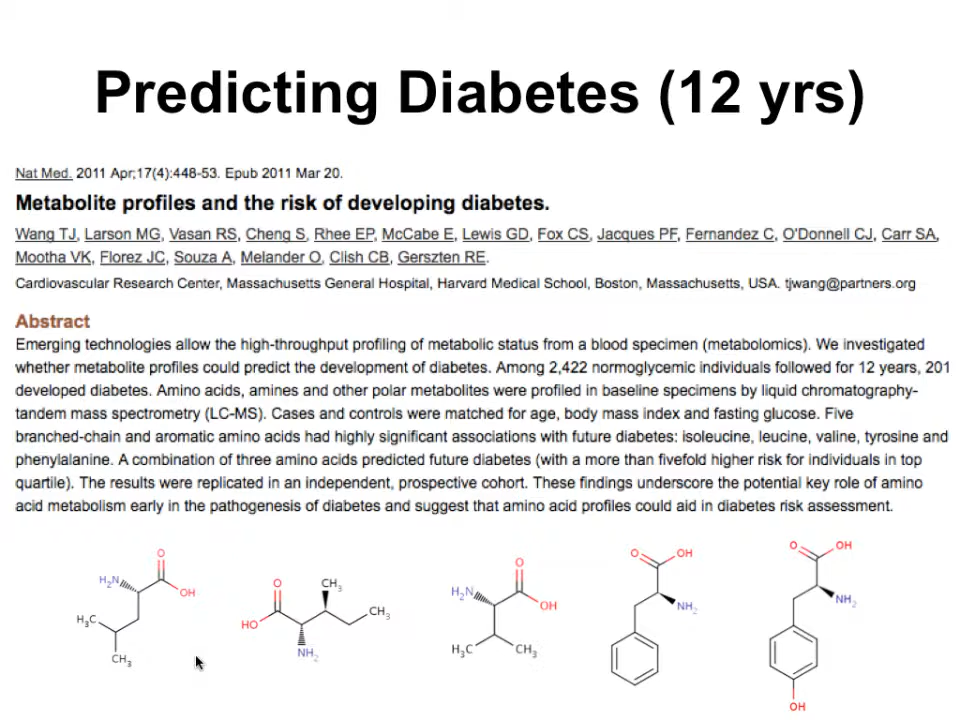 Predicting Diabetes (12 yrs)
Nat Med. 2011 Apr;17(4):448-53. Epub 2011 Mar 20.
Metabolite profiles and the risk of developing diabetes.
Wang TJ, Larson MG, Vasan RS, Cheng S, Rhee EP, McCabe E, Lewis GD, Fox CS, Jacques PF, Fernandez C, O'Donnell CJ, Carr SA,
Mootha VK, Florez JC, Souza A, Melander O, Clish CB, Gerszten RE.
Cardiovascular Research Center, Massachusetts General Hospital, Harvard Medical School, Boston, Massachusetts, USA. tjwang@partners.org
Abstract
Emerging technologies allow the high-throughput profiling of metabolic status from a blood specimen (metabolomics). We investigated
whether metabolite profiles could predict the development of diabetes. Among 2,422 normoglycemic individuals followed for 12 years, 201
developed diabetes. Amino acids, amines and other polar metabolites were profiled in baseline specimens by liquid chromatography-
tandem mass spectrometry (LC-MS). Cases and controls were matched for age, body mass index and fasting glucose. Five
branched-chain and aromatic amino acids had highly significant associations with future diabetes: isoleucine, leucine, valine, tyrosine and
phenylalanine. A combination of three amino acids predicted future diabetes (with a more than fivefold higher risk for individuals in top
quartile). The results were replicated in an independent, prospective cohort. These findings underscore the potential key role of amino
acid metabolism early in the pathogenesis of diabetes and suggest that amino acid profiles could aid in diabetes risk assessment.
O
H₂N
OH
H₃C
CH₃
O
CH₃
HO
CH₃
NH₂
O
H₂N
OH
H₃C
CH₃
O
OH
NH₂
O
OH
NH₂
OH